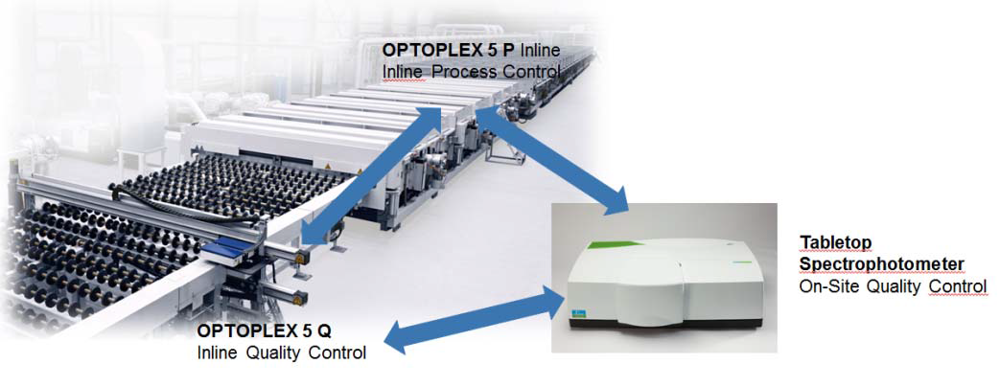 OPTOPLEX 5 P Inline
Inline Process Control
Tabletop
Spectrophotometer
On-Site Quality Control
OPTOPLEX 5 Q
Inline Quality Control